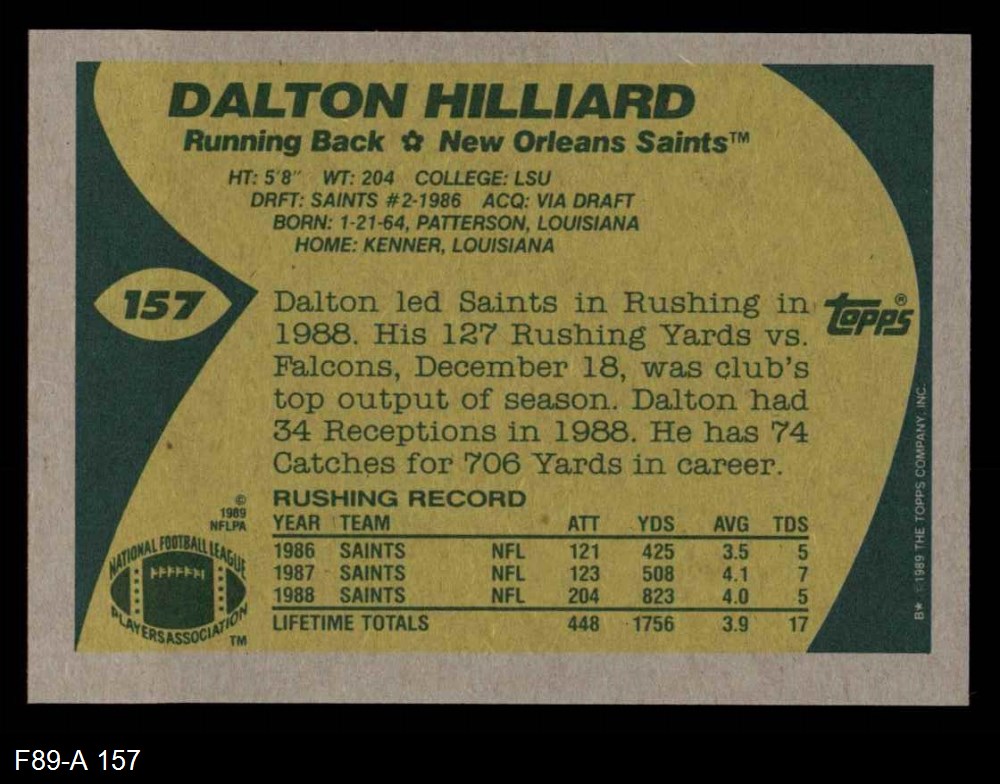 DALTON HILLIARD
Running Back ✿ New Orleans Saints™
HT: 5'8" WT: 204 COLLEGE: LSU
DRFT: SAINTS #2-1986 ACQ: VIA DRAFT
BORN: 1-21-64, PATTERSON, LOUISIANA
HOME: KENNER, LOUISIANA
157
Dalton led Saints in Rushing in
1988. His 127 Rushing Yards vs.
Falcons, December 18, was club's
top output of season. Dalton had
34 Receptions in 1988. He has 74
Catches for 706 Yards in career.
TOPPS®
RUSHING RECORD
YEAR TEAM ATT YDS AVG TDS
1986 SAINTS NFL 121 425 3.5 5
1987 SAINTS NFL 123 508 4.1 7
1988 SAINTS NFL 204 823 4.0 5
LIFETIME TOTALS 448 1756 3.9 17
©
1989
NFLPA
NATIONAL FOOTBALL LEAGUE
PLAYERS ASSOCIATION
TM
B* ©1989 THE TOPPS COMPANY, INC.
F89-A 157